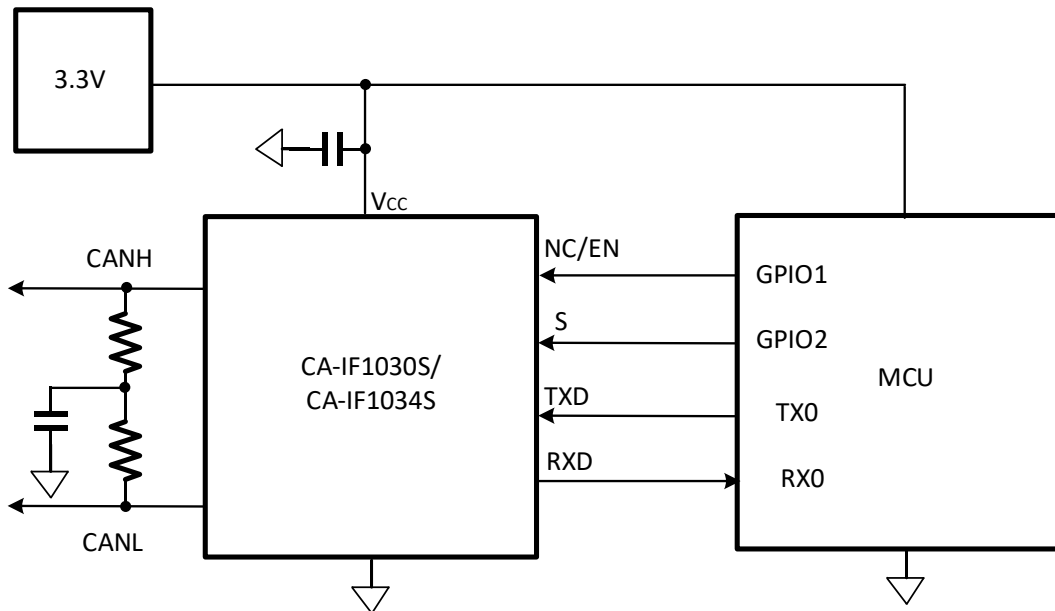 3.3V
VCC
CANH
NC/EN
GPIO1
S
GPIO2
CA-IF1030S/
CA-IF1034S
MCU
TXD
TX0
RXD
RX0
CANL